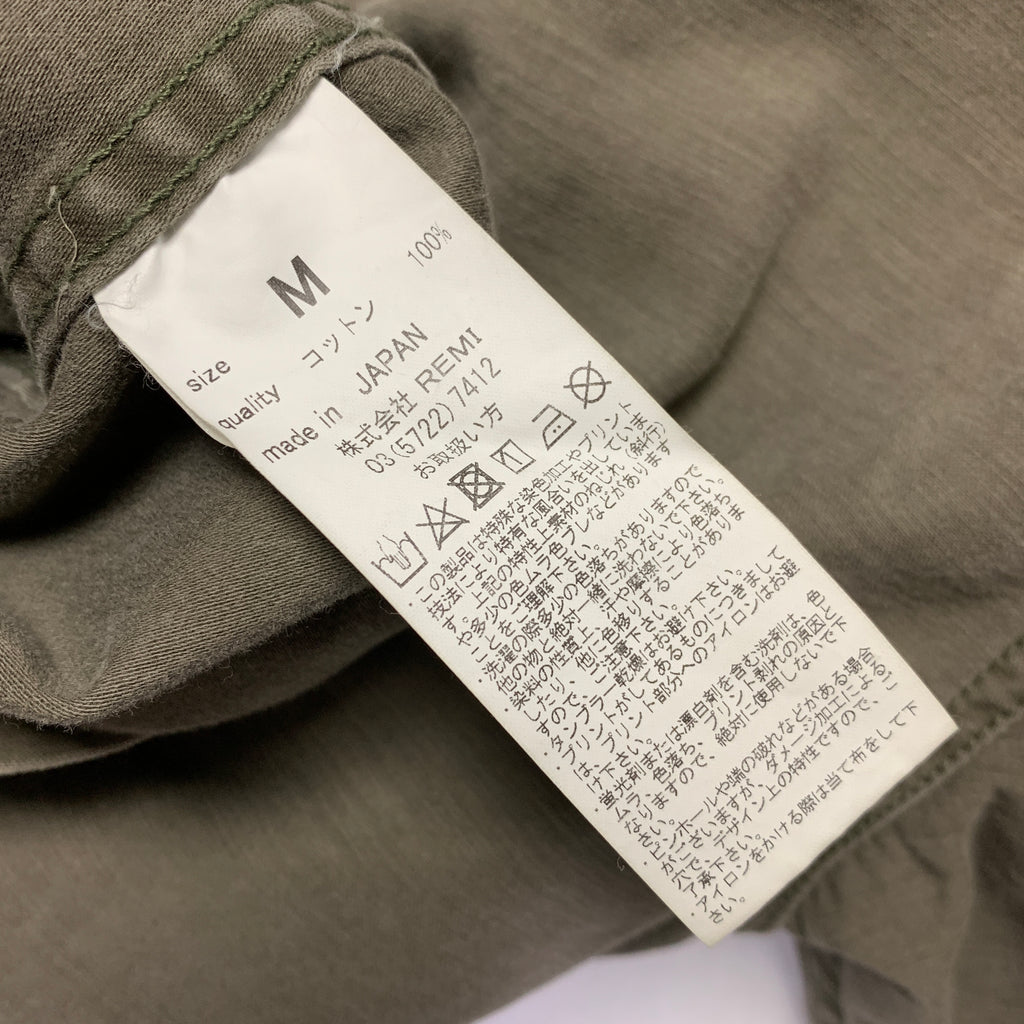 size M
quality コットン 100%
made in JAPAN
株式会社 REMI
03(5722)7412
お取扱い方
・この製品は特殊な染色加工やプリント
技法により特有な風合いを出していま
す。上記の特性上素材のねじれ(斜行)
や多少の色ムラ色ブレなどがあります
ことをご理解下さい。
・洗濯の際多少の色落ちがありますので
他の物と絶対一緒に洗わないで下さい。
染料の性質上、汗や摩擦により色落ち
したり、他に色移りすることがありま
すので、ご注意下さい。
・タンブラー乾燥はお避け下さい。
・プリントがしてあるものにつきまして
は、プリント部分へのアイロンはお避
け下さい。
・蛍光剤または漂白剤を含む洗剤は、色
ムラ、色落ち、プリント剥れの原因と
なりますので、絶対に使用しないで下
さい。
・ピンホールや端の破れなどがある場合
がございますが、ダメージ加工によるこ
穴で、デザイン上の特性ですので、
了承下さい。
・アイロンをかける際は当て布をして下
さい。